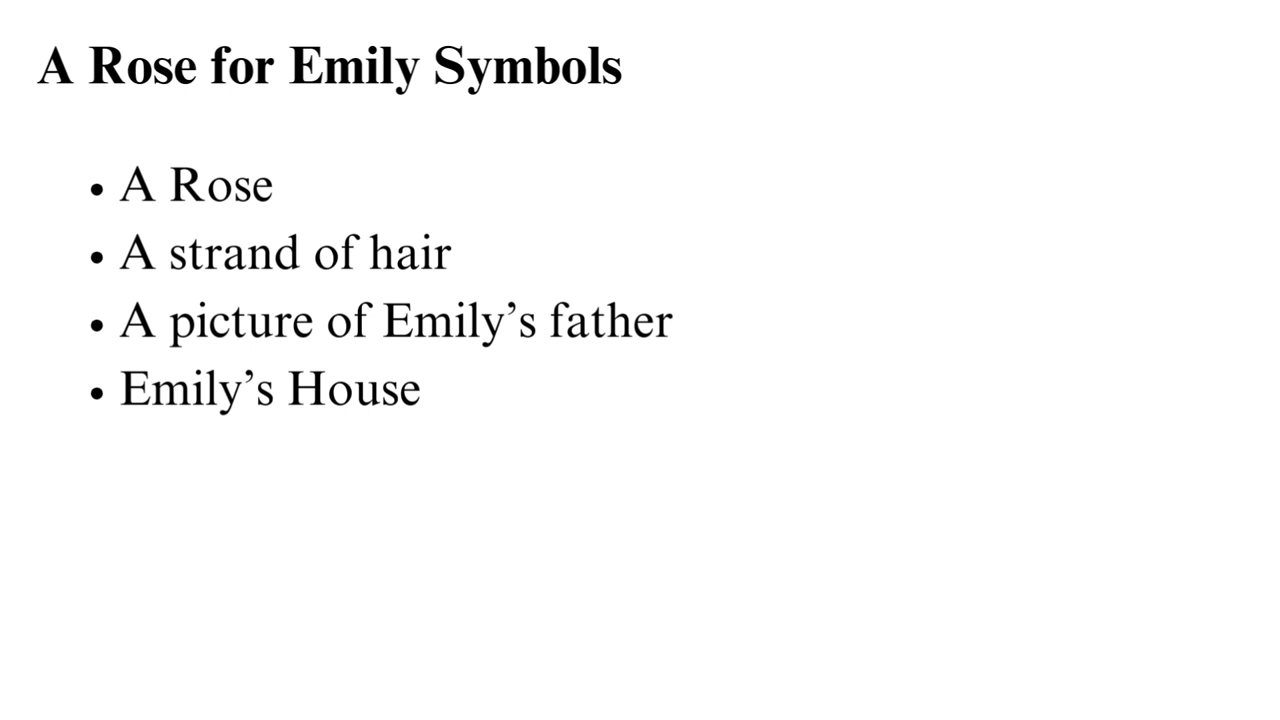 A Rose for Emily Symbols
• A Rose
• A strand of hair
• A picture of Emily’s father
• Emily’s House